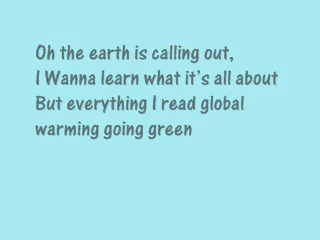 Oh the earth is calling out,
I Wanna learn what it's all about
But everything I read global
warming going green